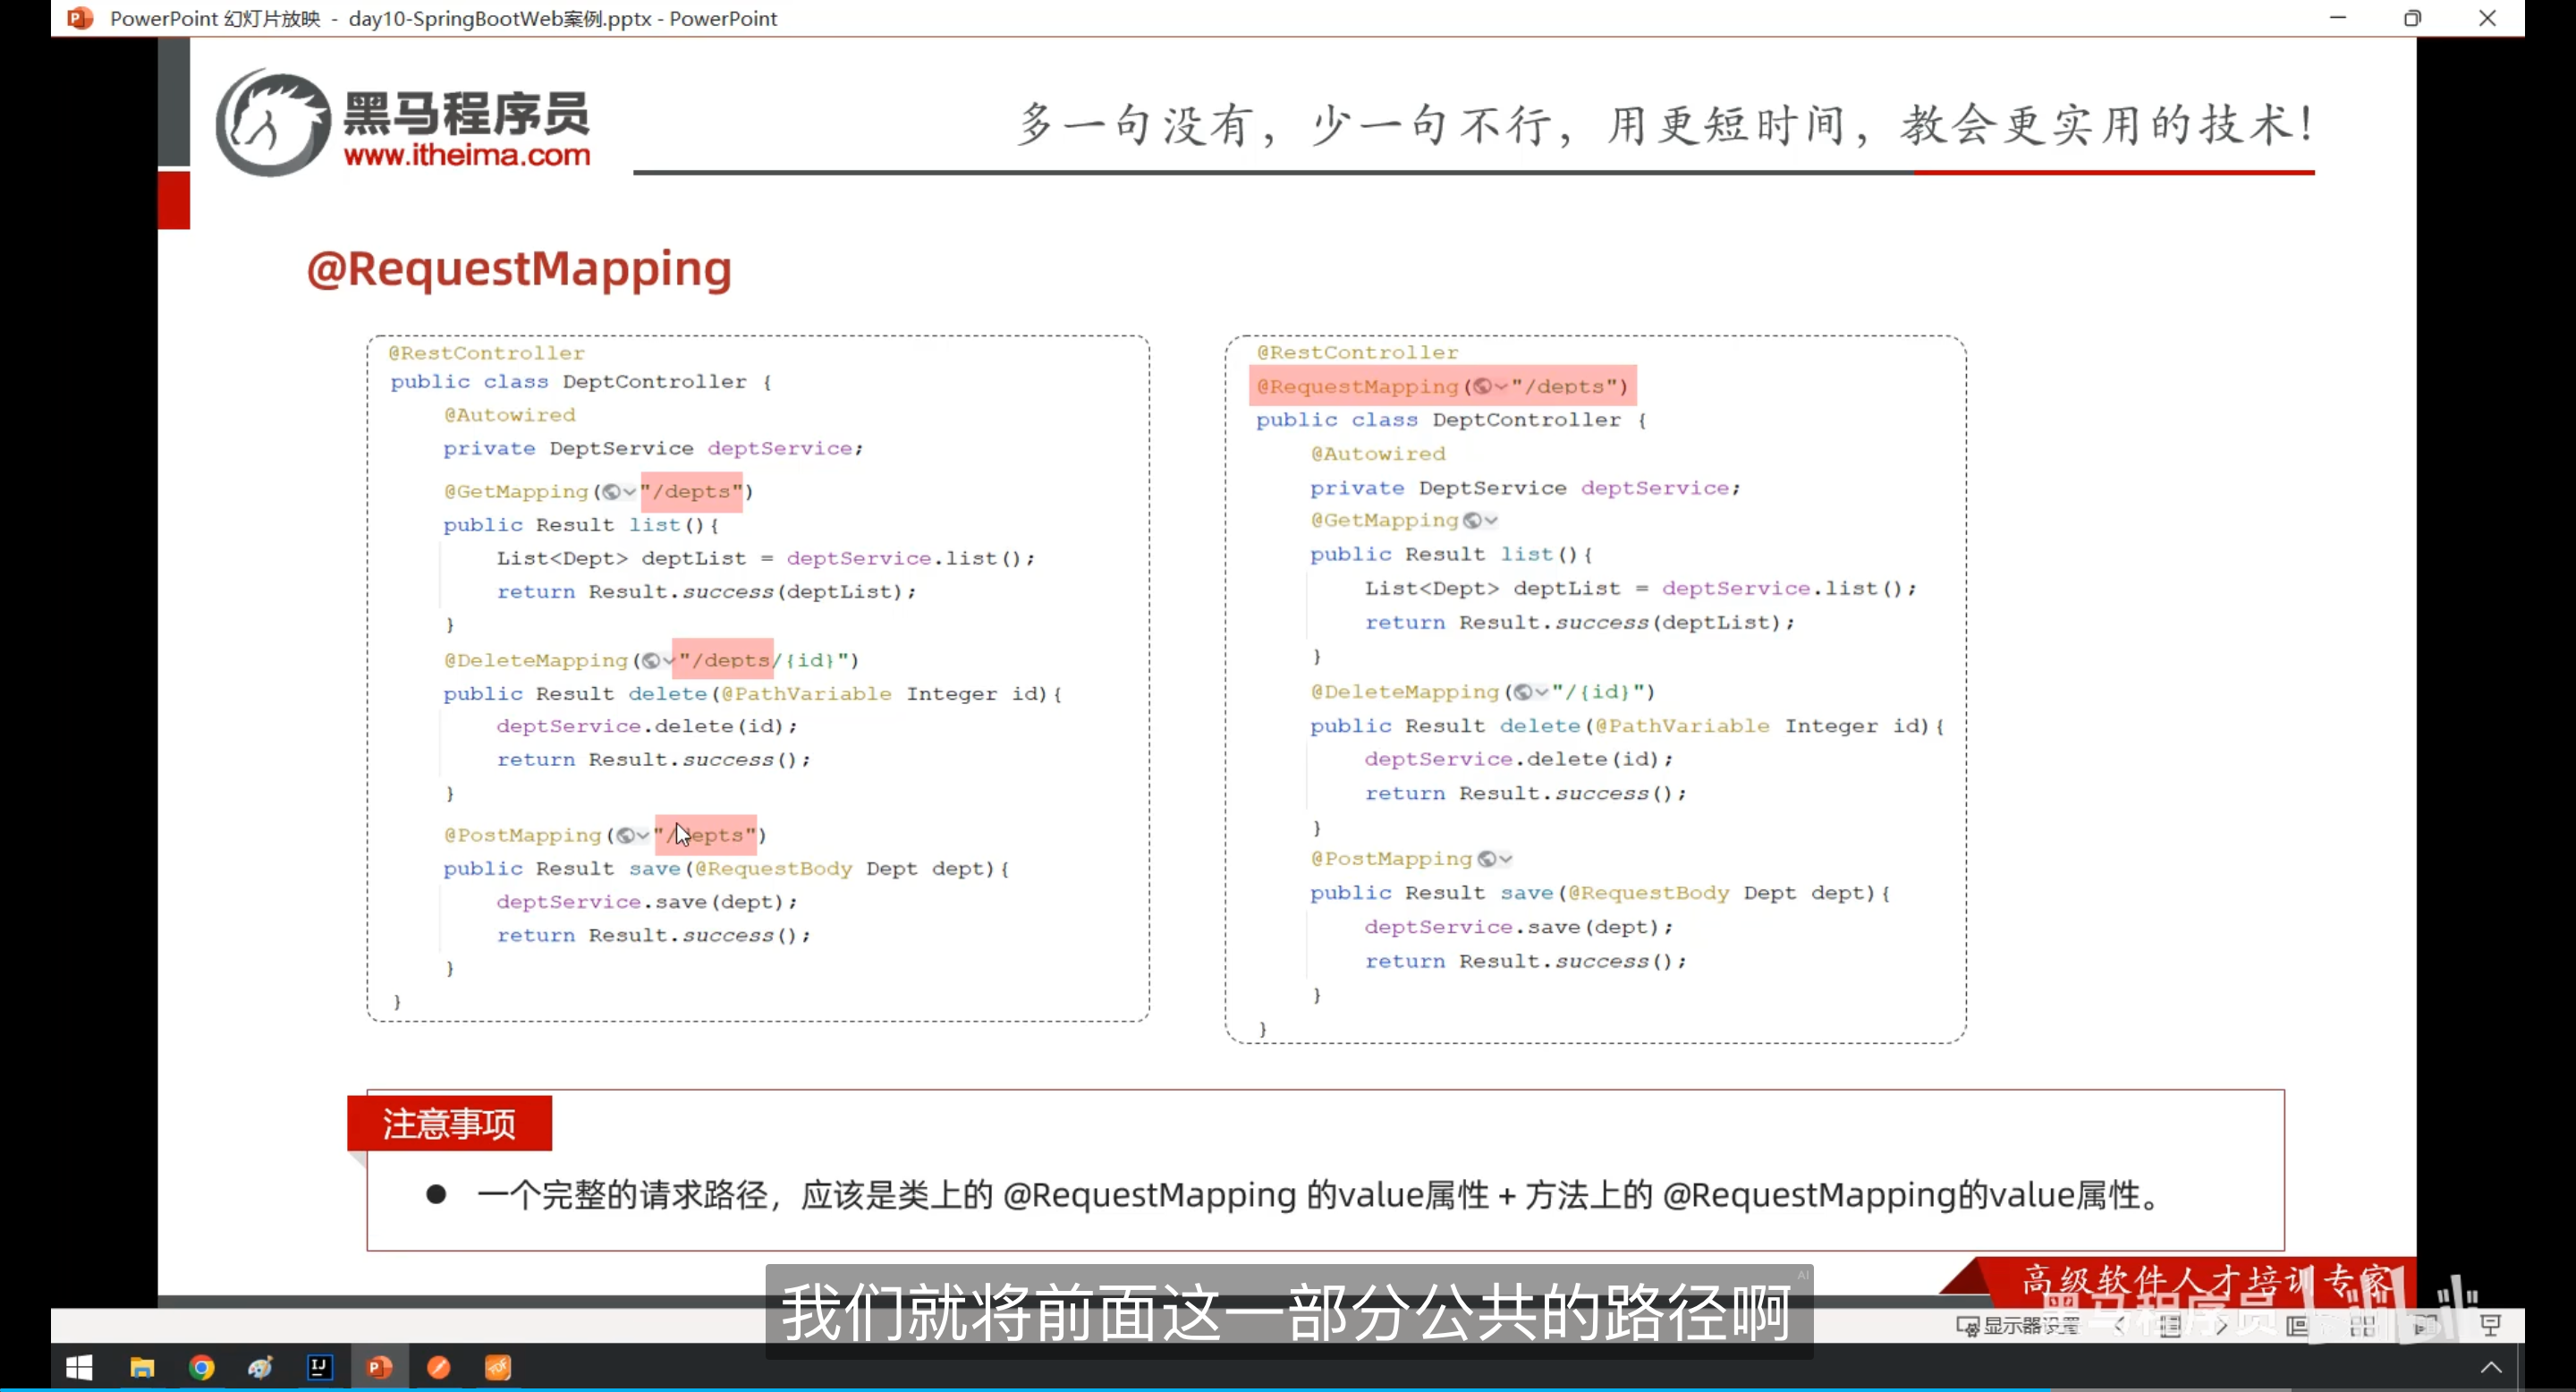 PowerPoint 幻灯片放映 - day10-SpringBootWeb案例.pptx - PowerPoint
黑马程序员
www.itheima.com
多一句没有，少一句不行，用更短时间，教会更实用的技术！
@RequestMapping
@RestController
public class DeptController {
@Autowired
private DeptService deptService;
@GetMapping("/depts")
public Result list(){
List<Dept> deptList = deptService.list();
return Result.success(deptList);
}
@DeleteMapping("/depts/{id}")
public Result delete(@PathVariable Integer id){
deptService.delete(id);
return Result.success();
}
@PostMapping("/depts")
public Result save(@RequestBody Dept dept){
deptService.save(dept);
return Result.success();
}
}
@RestController
@RequestMapping("/depts")
public class DeptController {
@Autowired
private DeptService deptService;
@GetMapping
public Result list(){
List<Dept> deptList = deptService.list();
return Result.success(deptList);
}
@DeleteMapping("/{id}")
public Result delete(@PathVariable Integer id){
deptService.delete(id);
return Result.success();
}
@PostMapping
public Result save(@RequestBody Dept dept){
deptService.save(dept);
return Result.success();
}
}
注意事项
● 一个完整的请求路径，应该是类上的 @RequestMapping 的value属性 + 方法上的 @RequestMapping的value属性。
高级软件人才培训专家
AI
我们就将前面这一部分公共的路径啊
黑马程序员
显示器设置